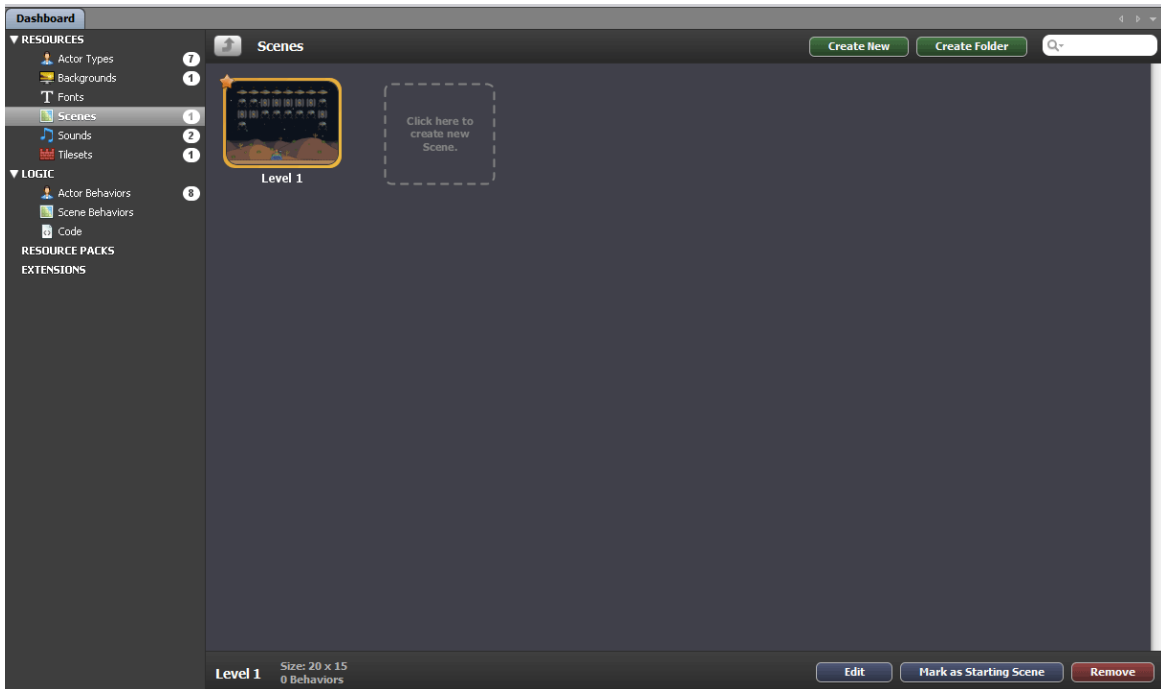 Dashboard
RESOURCES
Actor Types 7
Backgrounds 1
Fonts
Scenes 1
Sounds 2
Tilesets 1
LOGIC
Actor Behaviors 8
Scene Behaviors
Code
RESOURCE PACKS
EXTENSIONS
Scenes
Create New
Create Folder
Level 1
Click here to
create new
Scene.
Level 1
Size: 20 x 15
0 Behaviors
Edit
Mark as Starting Scene
Remove